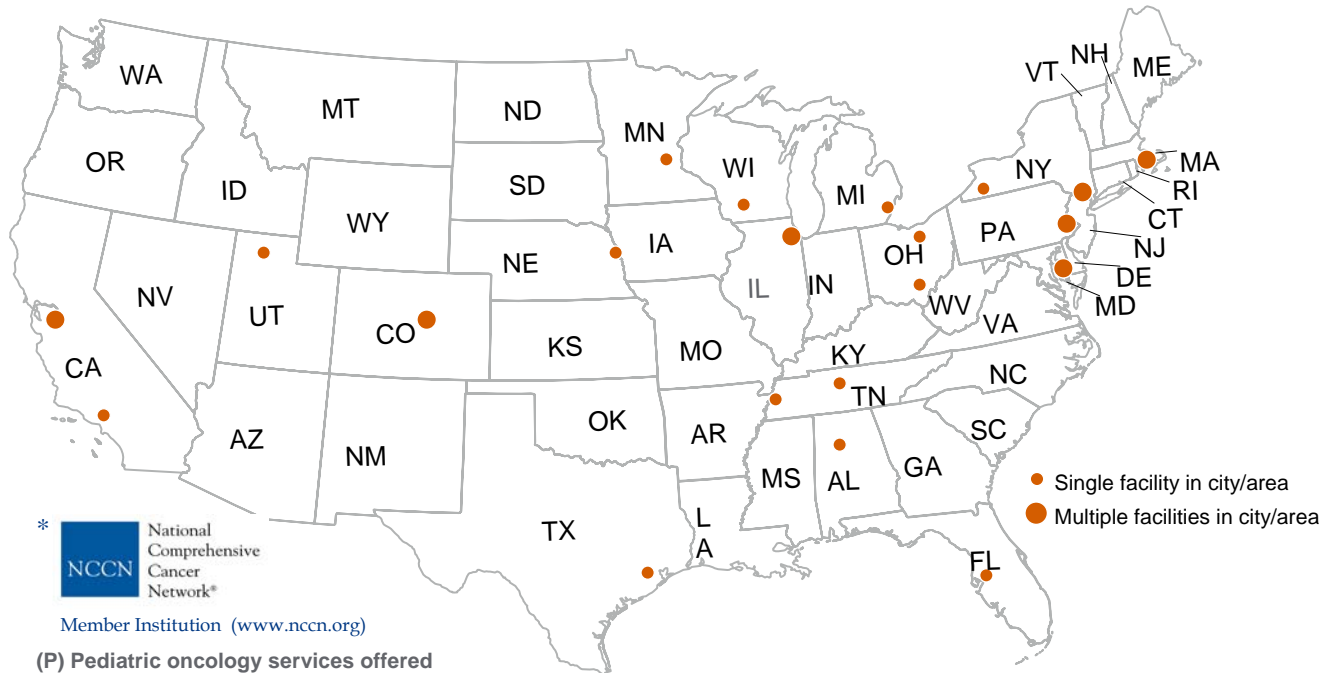 WA
MT
ND
MN
VT
NH
ME
OR
ID
SD
WI
MI
NY
MA
RI
CT
WY
IA
PA
NJ
NE
OH
DE
NV
UT
CO
IL
IN
WV
MD
CA
KS
MO
KY
VA
NC
TN
AZ
NM
OK
AR
SC
MS
AL
GA
TX
L
A
FL
Single facility in city/area
Multiple facilities in city/area
*
NCCN
National
Comprehensive
Cancer
Network®
Member Institution (www.nccn.org)
(P) Pediatric oncology services offered